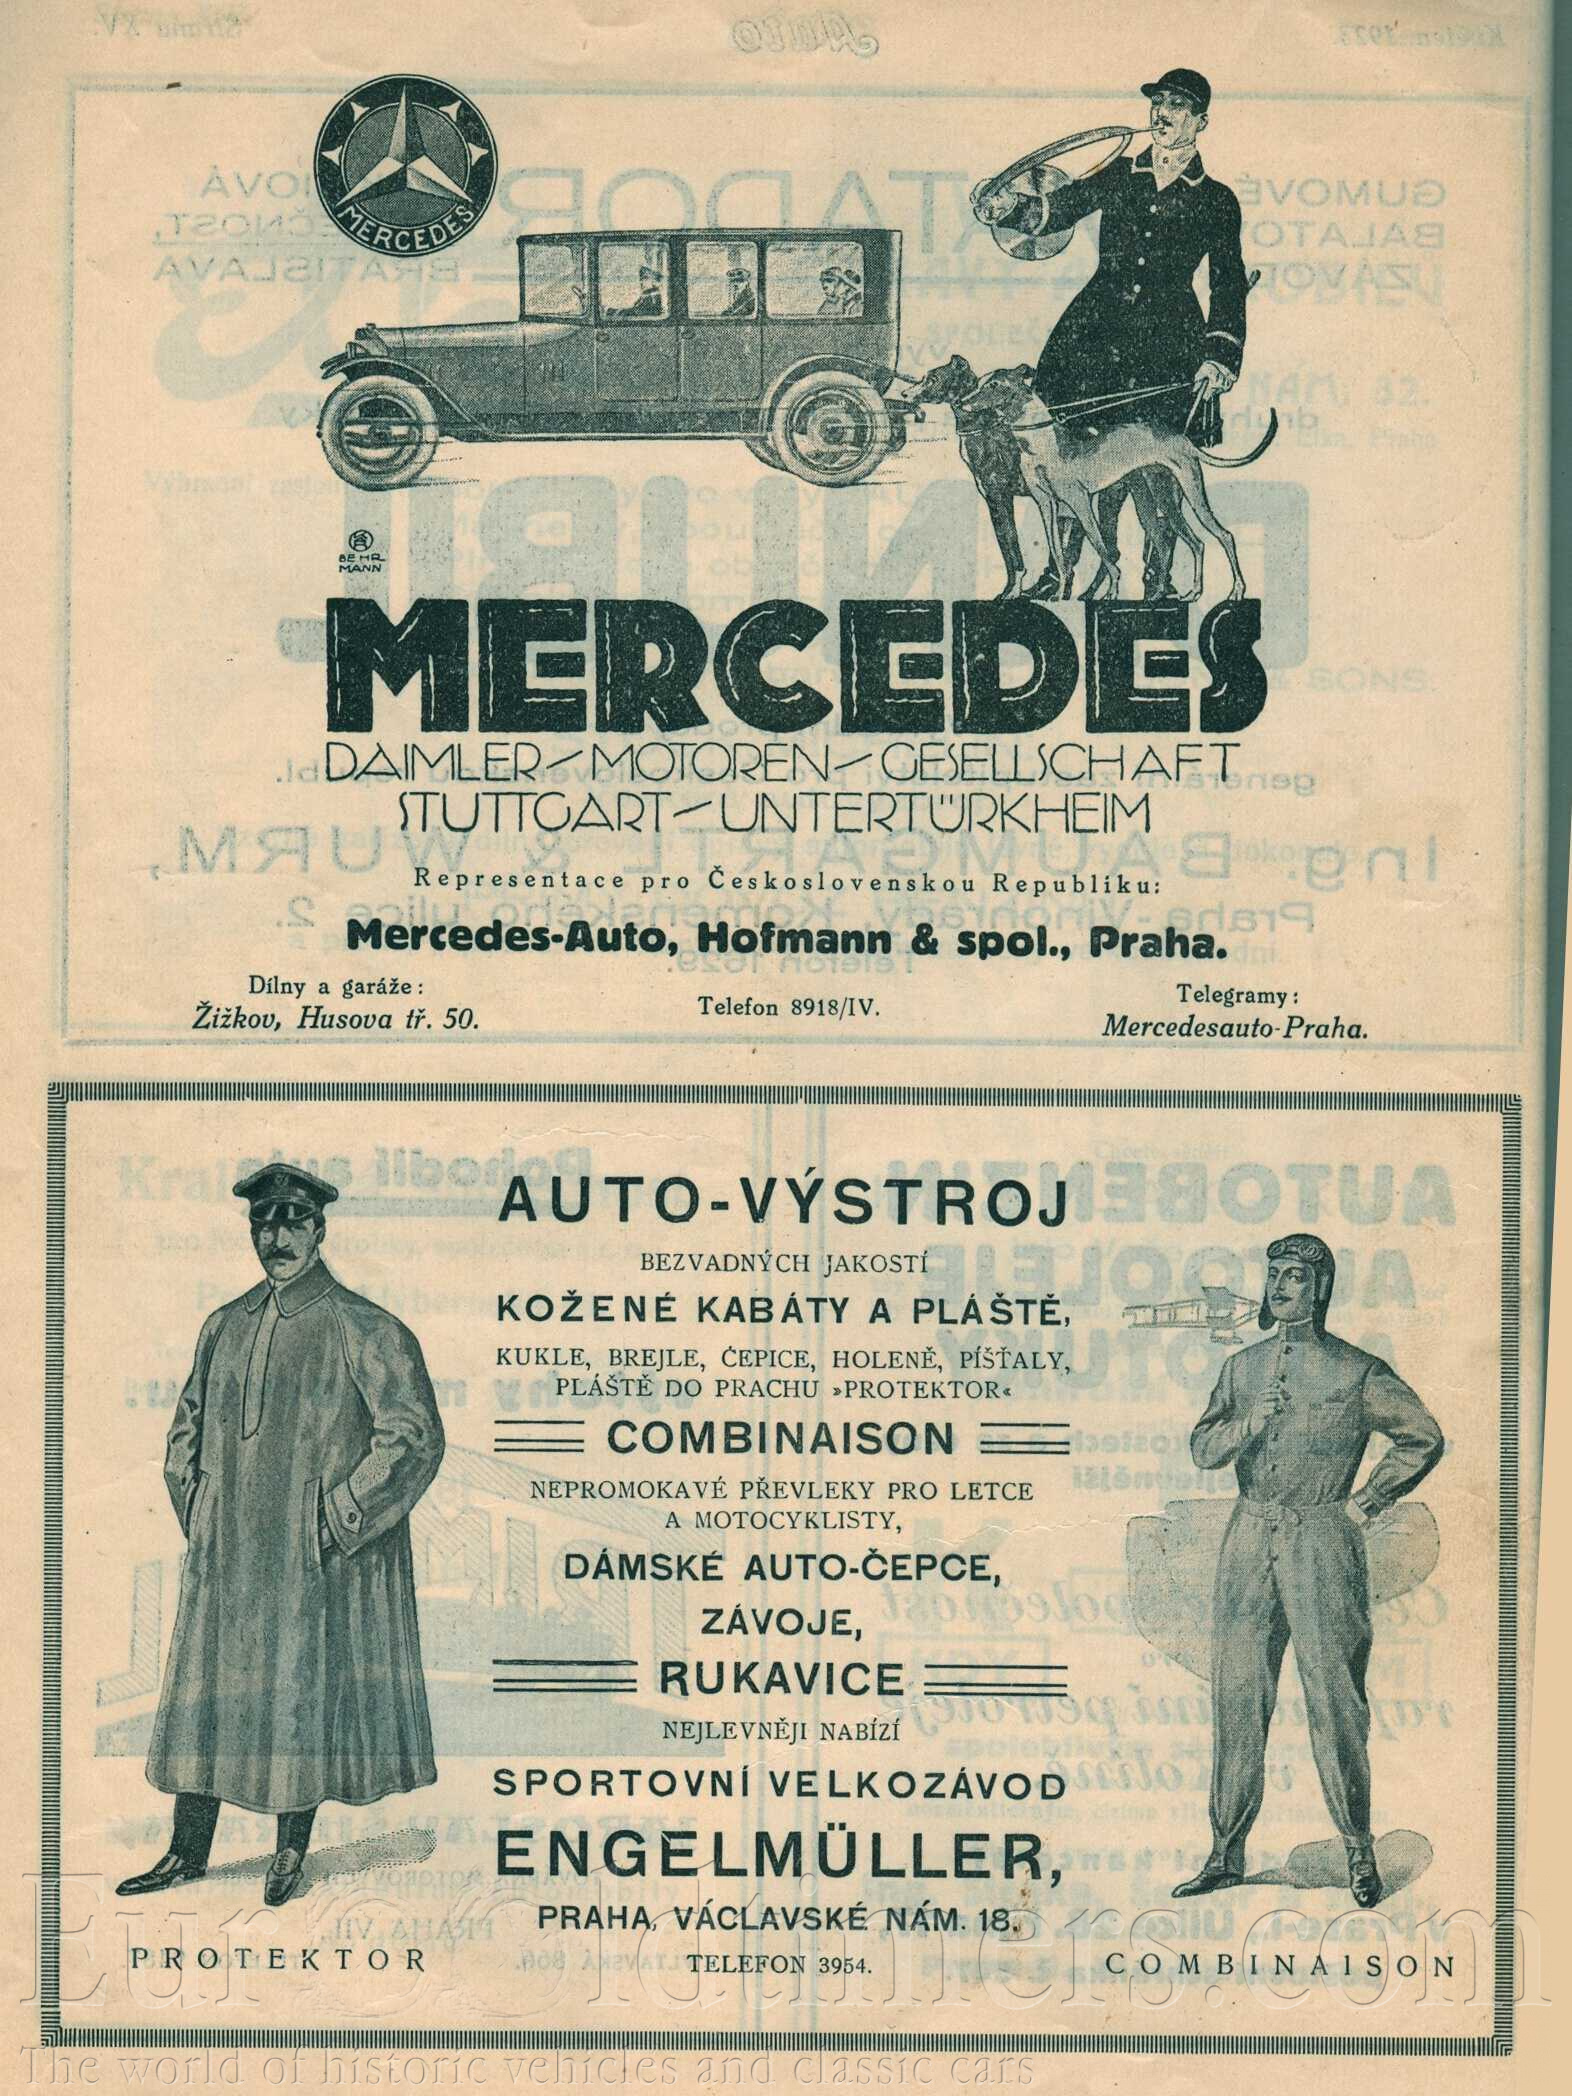 MERCEDES
BEHR
MANN
MERCEDES
DAIMLER-MOTOREN-GESELLSCHAFT
STUTTGART-UNTERTÜRKHEIM
Representace pro Československou Republiku:
Mercedes-Auto, Hofmann & spol., Praha.
Dílny a garáže:
Žižkov, Husova tř. 50.
Telefon 8918/IV.
Telegramy:
Mercedesauto-Praha.
AUTO-VÝSTROJ
BEZVADNÝCH JAKOSTÍ
KOŽENÉ KABÁTY A PLÁŠTĚ,
KUKLE, BREJLE, ČEPICE, HOLENĚ, PÍŠŤALY,
PLÁŠTĚ DO PRACHU »PROTEKTOR«
COMBINAISON
NEPROMOKAVÉ PŘEVLEKY PRO LETCE
A MOTOCYKLISTY,
DÁMSKÉ AUTO-ČEPCE,
ZÁVOJE,
RUKAVICE
NEJLEVNĚJI NABÍZÍ
SPORTOVNÍ VELKOZÁVOD
ENGELMÜLLER,
PRAHA, VÁCLAVSKÉ NÁM. 18.
TELEFON 3954.
PROTEKTOR
COMBINAISON
EuroOldtimers.com
The world of historic vehicles and classic cars